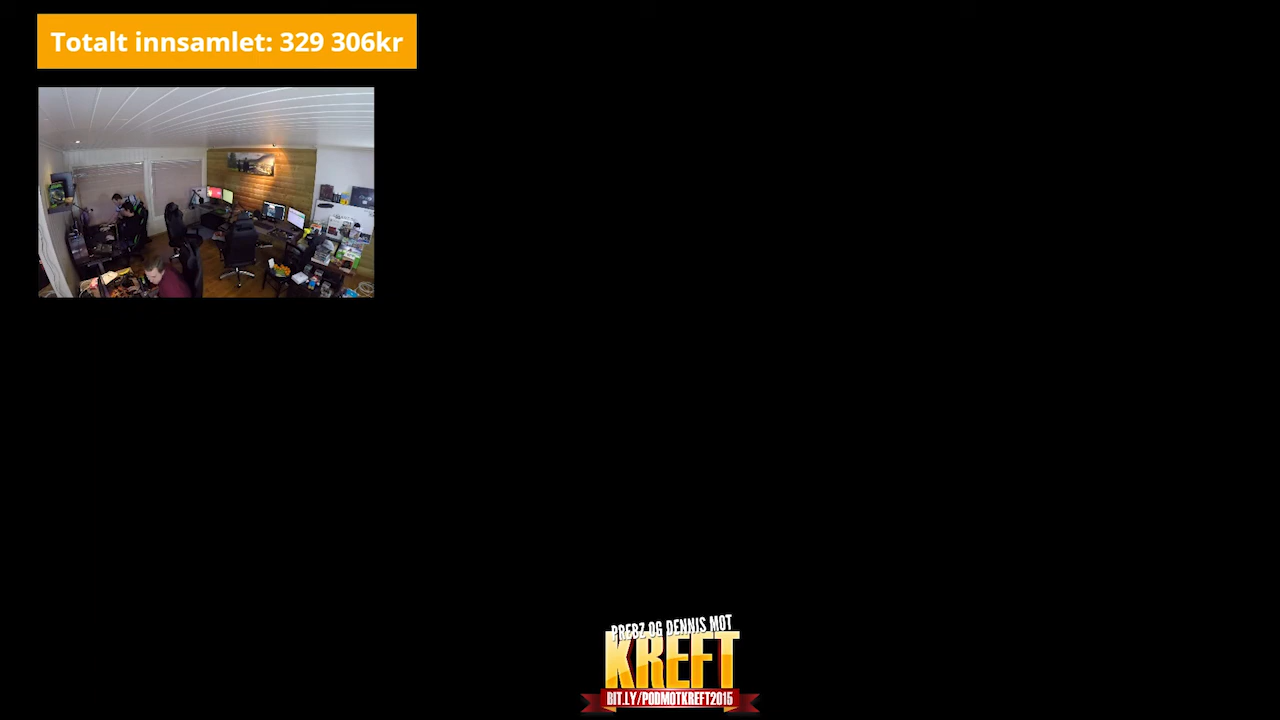 Totalt innsamlet: 329 306kr
PREBZ OG DENNIS MOT
KREFT
BIT.LY/PODMOTKREFT2015